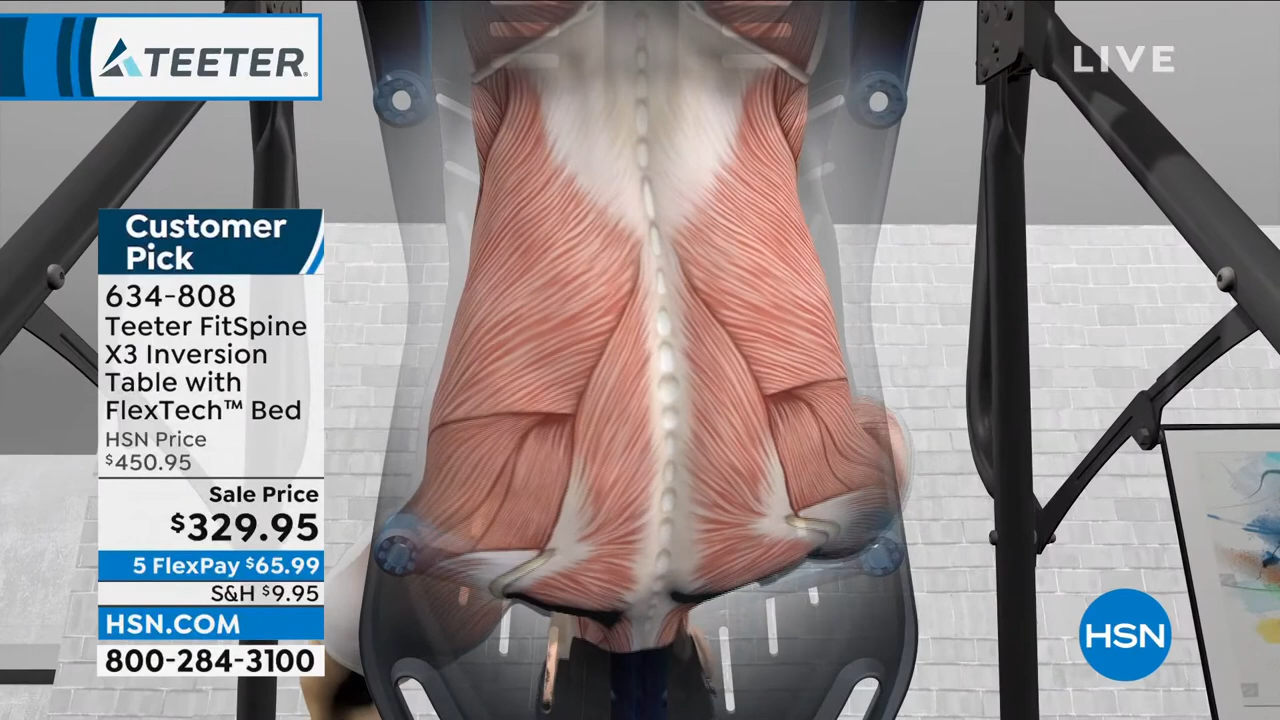 TEETER
LIVE
Customer
Pick
634-808
Teeter FitSpine
X3 Inversion
Table with
FlexTech™ Bed
HSN Price
$450.95
Sale Price
$329.95
5 FlexPay $65.99
S&H $9.95
HSN.COM
800-284-3100
HSN